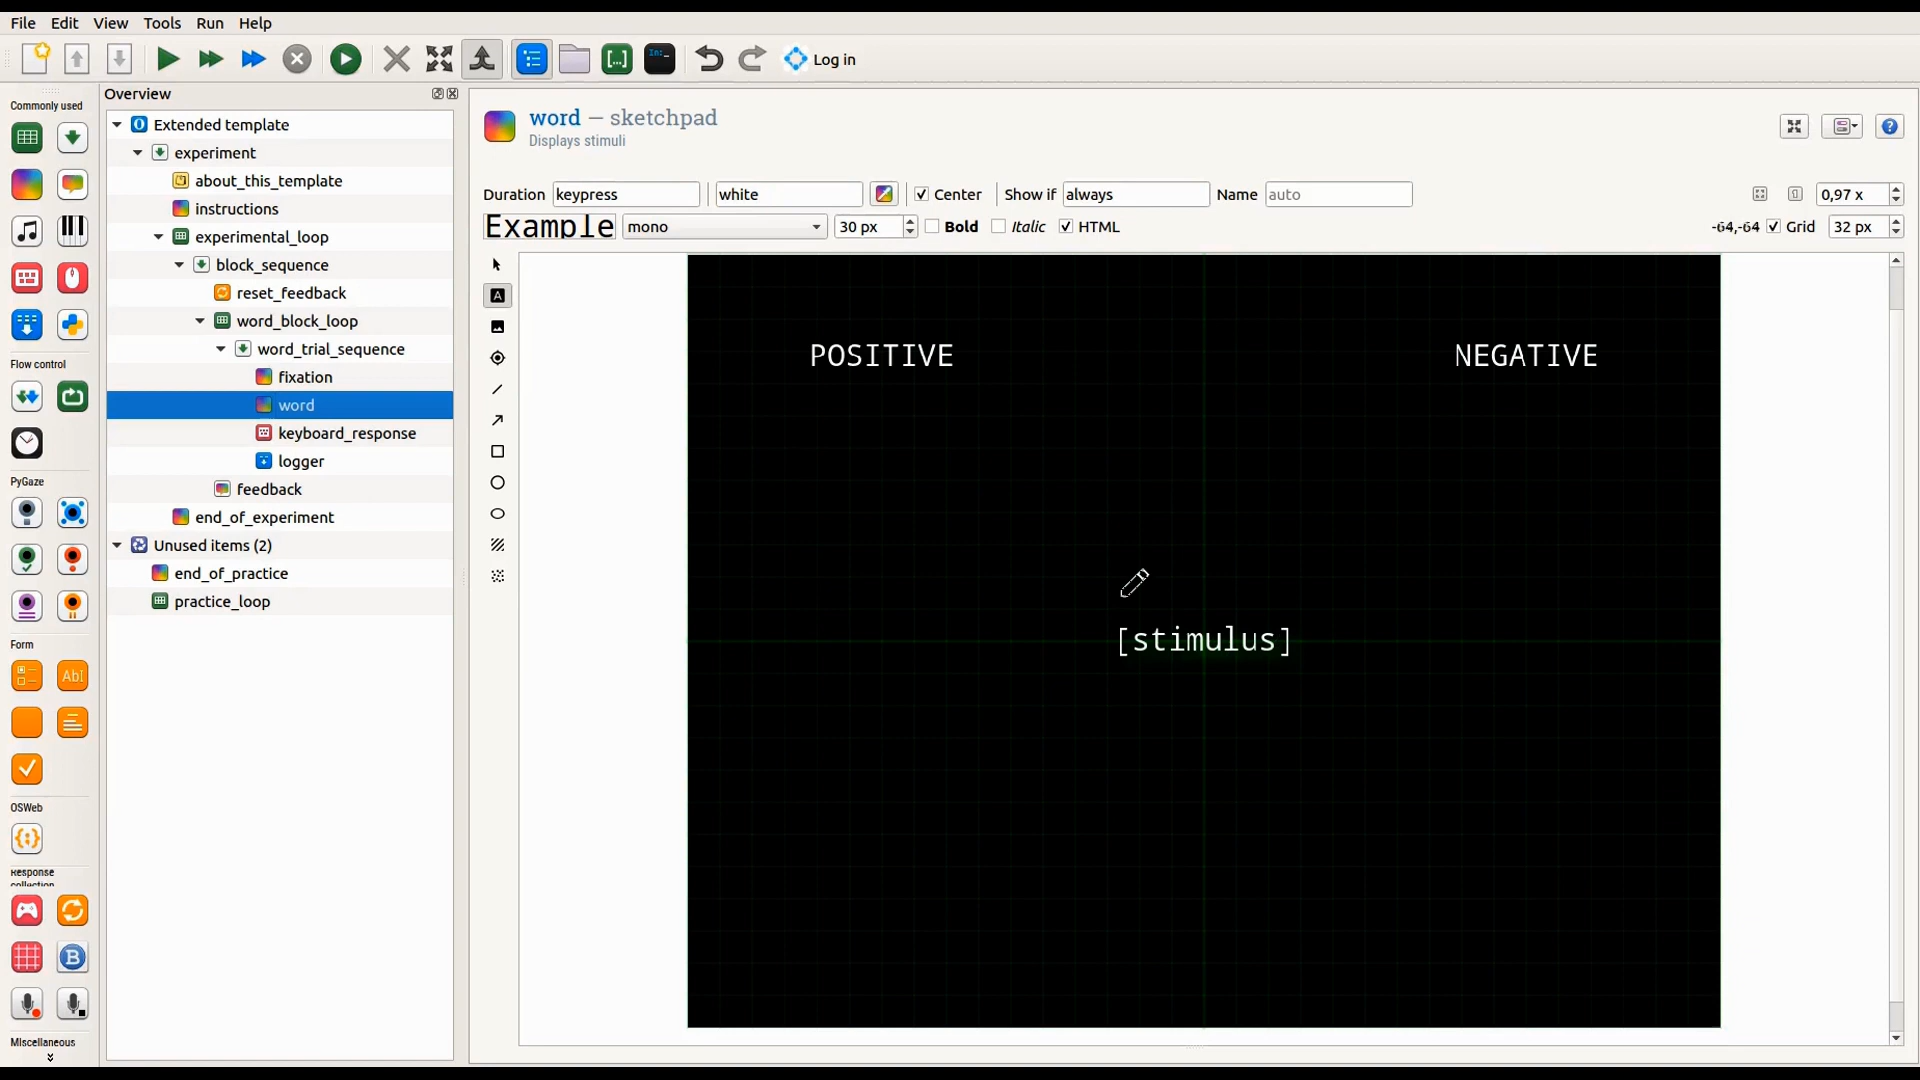 File Edit View Tools Run Help
In:~
Log in
Commonly used
Overview
Extended template
experiment
about_this_template
instructions
experimental_loop
block_sequence
reset_feedback
word_block_loop
word_trial_sequence
fixation
word
keyboard_response
logger
feedback
end_of_experiment
Unused items (2)
end_of_practice
practice_loop
Flow control
PyGaze
Form
AbI
OSWeb
Response
collection
B
Miscellaneous
word — sketchpad
Displays stimuli
Duration keypress white Center Show if always Name auto 0,97 x
Example mono 30 px Bold Italic HTML -64,-64 Grid 32 px
A
POSITIVE NEGATIVE
[stimulus]